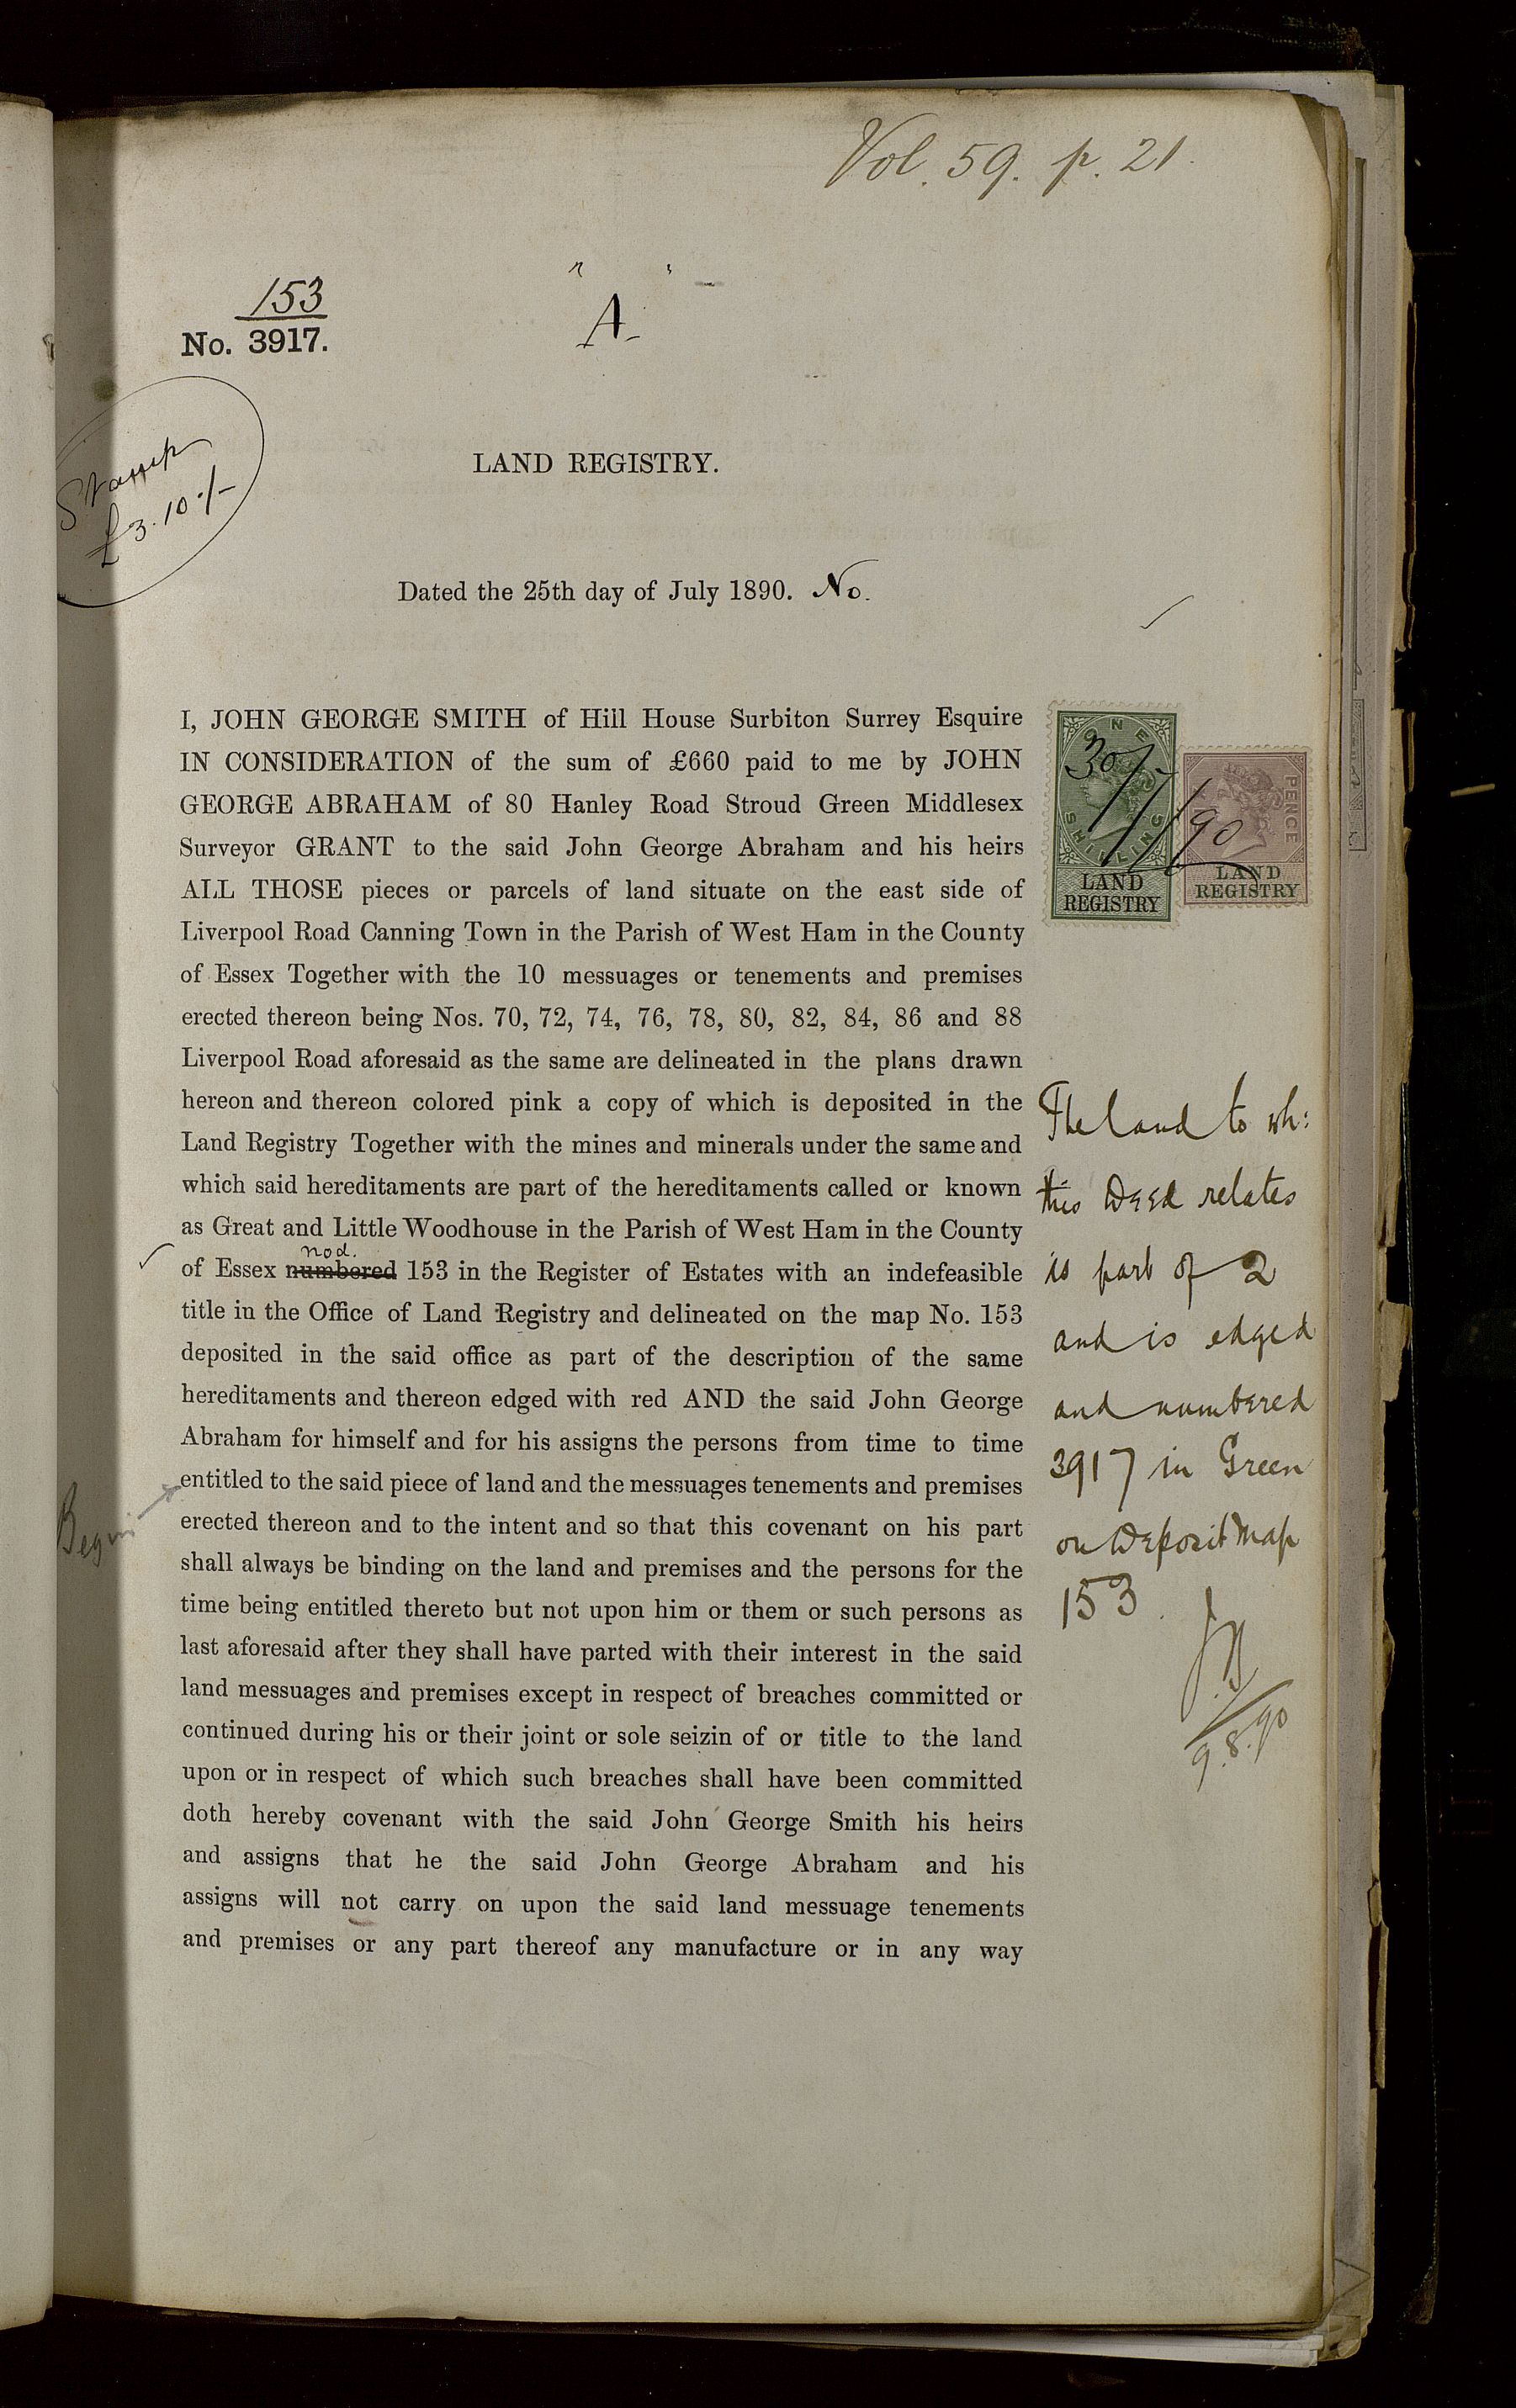 Vol. 59. p. 21.
153
No. 3917.
"A"
Stamp
£3.10./-
LAND REGISTRY.
Dated the 25th day of July 1890. No.
I, JOHN GEORGE SMITH of Hill House Surbiton Surrey Esquire
IN CONSIDERATION of the sum of £660 paid to me by JOHN
GEORGE ABRAHAM of 80 Hanley Road Stroud Green Middlesex
Surveyor GRANT to the said John George Abraham and his heirs
ALL THOSE pieces or parcels of land situate on the east side of
Liverpool Road Canning Town in the Parish of West Ham in the County
of Essex Together with the 10 messuages or tenements and premises
erected thereon being Nos. 70, 72, 74, 76, 78, 80, 82, 84, 86 and 88
Liverpool Road aforesaid as the same are delineated in the plans drawn
hereon and thereon colored pink a copy of which is deposited in the
Land Registry Together with the mines and minerals under the same and
which said hereditaments are part of the hereditaments called or known
as Great and Little Woodhouse in the Parish of West Ham in the County
nod.
of Essex numbered 153 in the Register of Estates with an indefeasible
title in the Office of Land Registry and delineated on the map No. 153
deposited in the said office as part of the description of the same
hereditaments and thereon edged with red AND the said John George
Abraham for himself and for his assigns the persons from time to time
entitled to the said piece of land and the messuages tenements and premises
erected thereon and to the intent and so that this covenant on his part
shall always be binding on the land and premises and the persons for the
time being entitled thereto but not upon him or them or such persons as
last aforesaid after they shall have parted with their interest in the said
land messuages and premises except in respect of breaches committed or
continued during his or their joint or sole seizin of or title to the land
upon or in respect of which such breaches shall have been committed
doth hereby covenant with the said John George Smith his heirs
and assigns that he the said John George Abraham and his
assigns will not carry on upon the said land messuage tenements
and premises or any part thereof any manufacture or in any way
Begin
ONE
SHILLING
LAND
REGISTRY
PENCE
LAND
REGISTRY
30/7/90
The land to wh:
this Deed relates
is part of 2
and is edged
and numbered
3917 in Green
on Deposit Map
153.
9.8.90